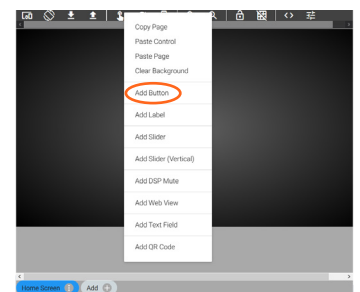 Copy Page
Paste Control
Paste Page
Clear Background
Add Button
Add Label
Add Slider
Add Slider (Vertical)
Add DSP Mute
Add Web View
Add Text Field
Add QR Code
Home Screen
Add